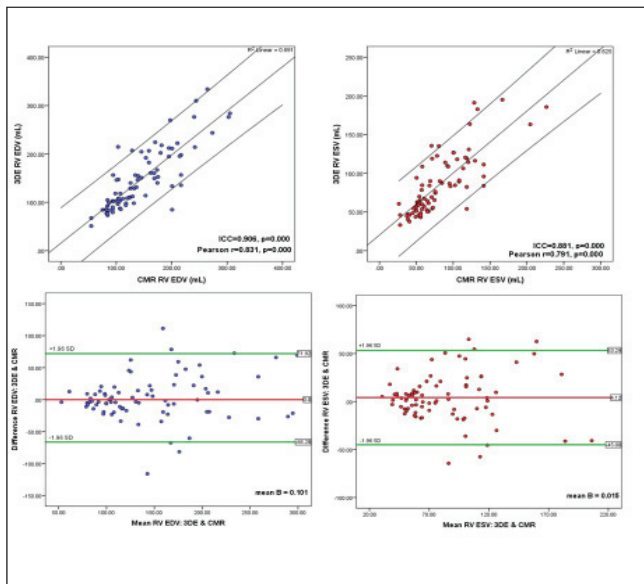 R² Linear = 0.691
400.00
300.00
200.00
100.00
.00
3DE RV EDV (mL)
ICC=0.906, p=0.000
Pearson r=0.831, p=0.000
.00 100.00 200.00 300.00 400.00
CMR RV EDV (mL)
250.00
200.00
150.00
100.00
50.00
.00
3DE RV ESV (mL)
ICC=0.881, p=0.000
Pearson r=0.791, p=0.000
.00 50.00 100.00 150.00 200.00 250.00 300.00
CMR RV ESV (mL)
150.00
100.00
50.00
.00
-50.00
-100.00
-150.00
Difference RV EDV: 3DE & CMR
+1.96 SD
-1.96 SD
mean B = 0.101
50.00 100.00 150.00 200.00 250.00 300.00
Mean RV EDV: 3DE & CMR
100.00
50.00
.00
-50.00
-100.00
Difference RV ESV: 3DE & CMR
+1.96 SD
-1.96 SD
mean B = 0.015
20.00 70.00 120.00 170.00 220.00
Mean RV ESV: 3DE & CMR